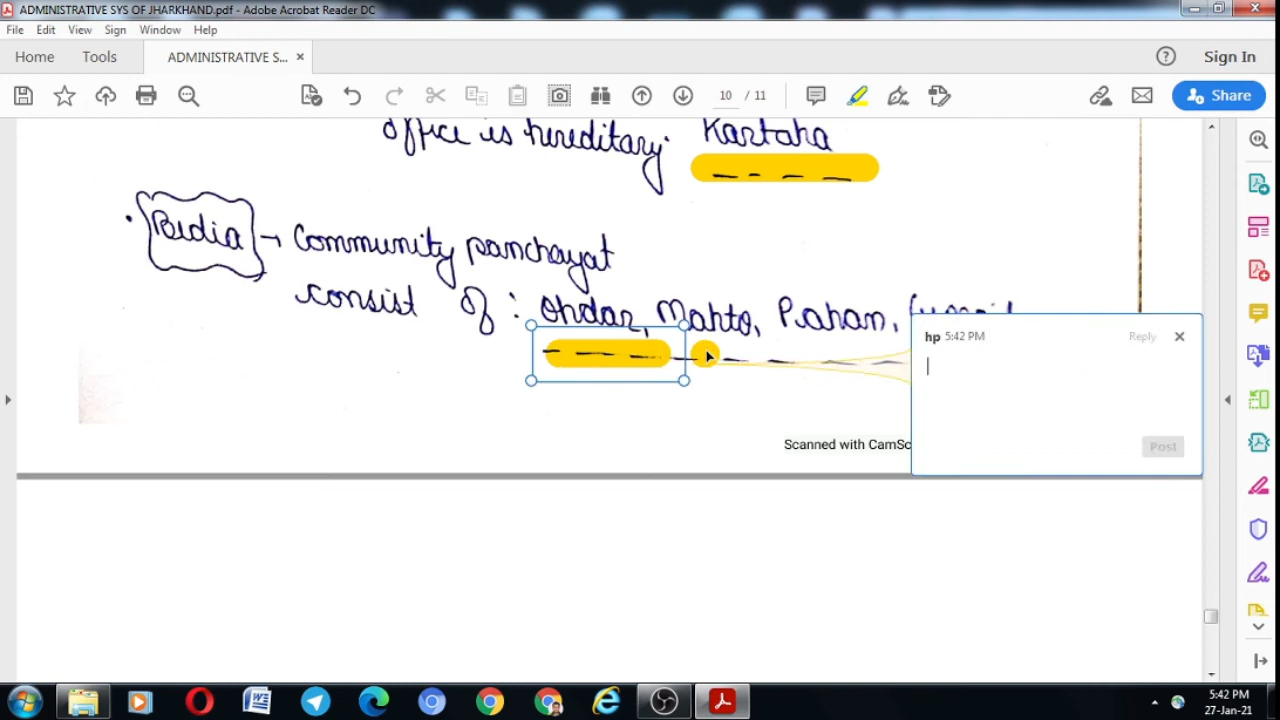 ADMINISTRATIVE SYS OF JHARKHAND.pdf - Adobe Acrobat Reader DC
File Edit View Sign Window Help
Home Tools ADMINISTRATIVE S... × Sign In
10 / 11 Share
office is hereditary. Kartaha
Bidia → Community panchayat
consist of : Ohdar, Mahto, Pahan,
hp 5:42 PM Reply
Post
Scanned with CamSc
5:42 PM
27-Jan-21